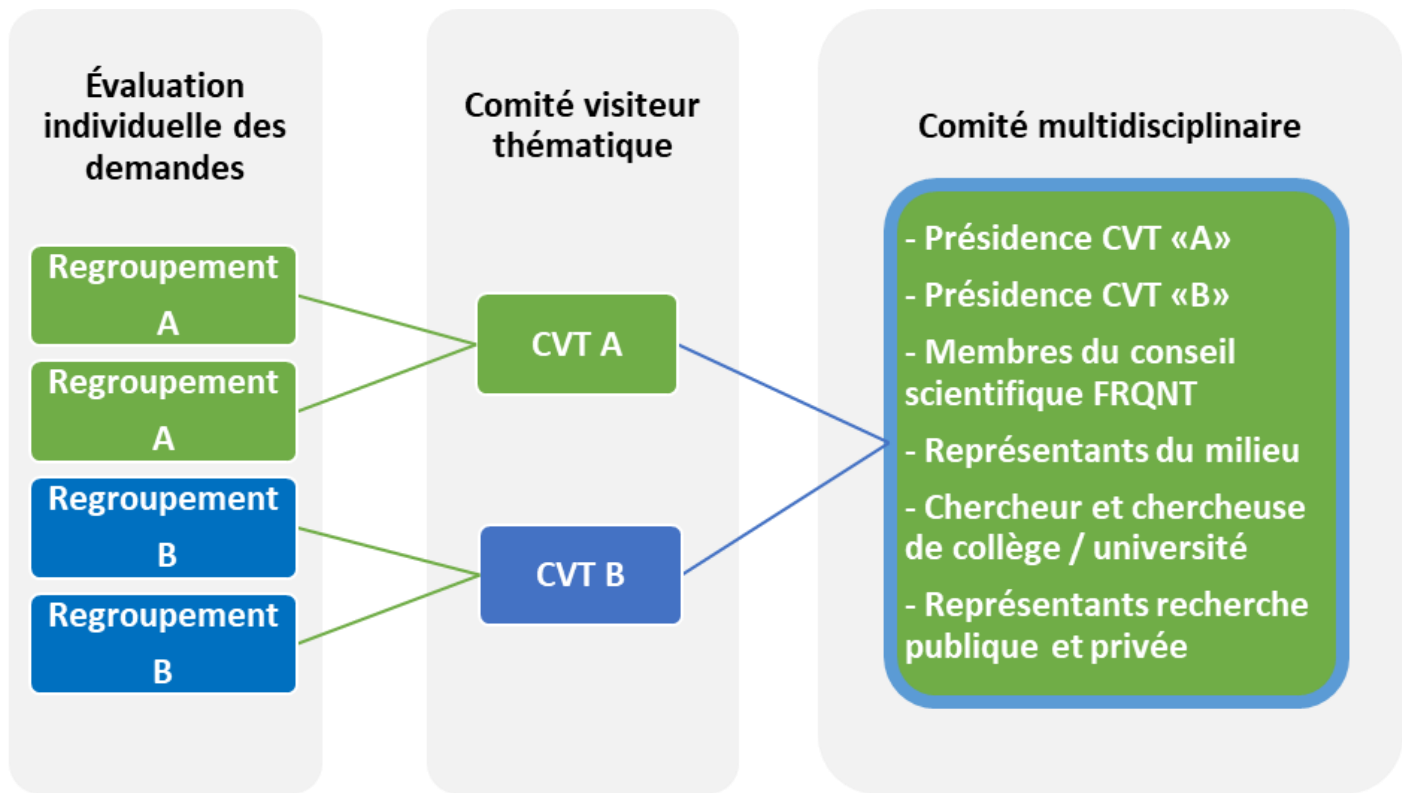 Évaluation
individuelle des
demandes
Regroupement
A
Regroupement
A
Regroupement
B
Regroupement
B
Comité visiteur
thématique
CVT A
CVT B
Comité multidisciplinaire
- Présidence CVT «A»
- Présidence CVT «B»
- Membres du conseil
scientifique FRQNT
- Représentants du milieu
- Chercheur et chercheuse
de collège / université
- Représentants recherche
publique et privée